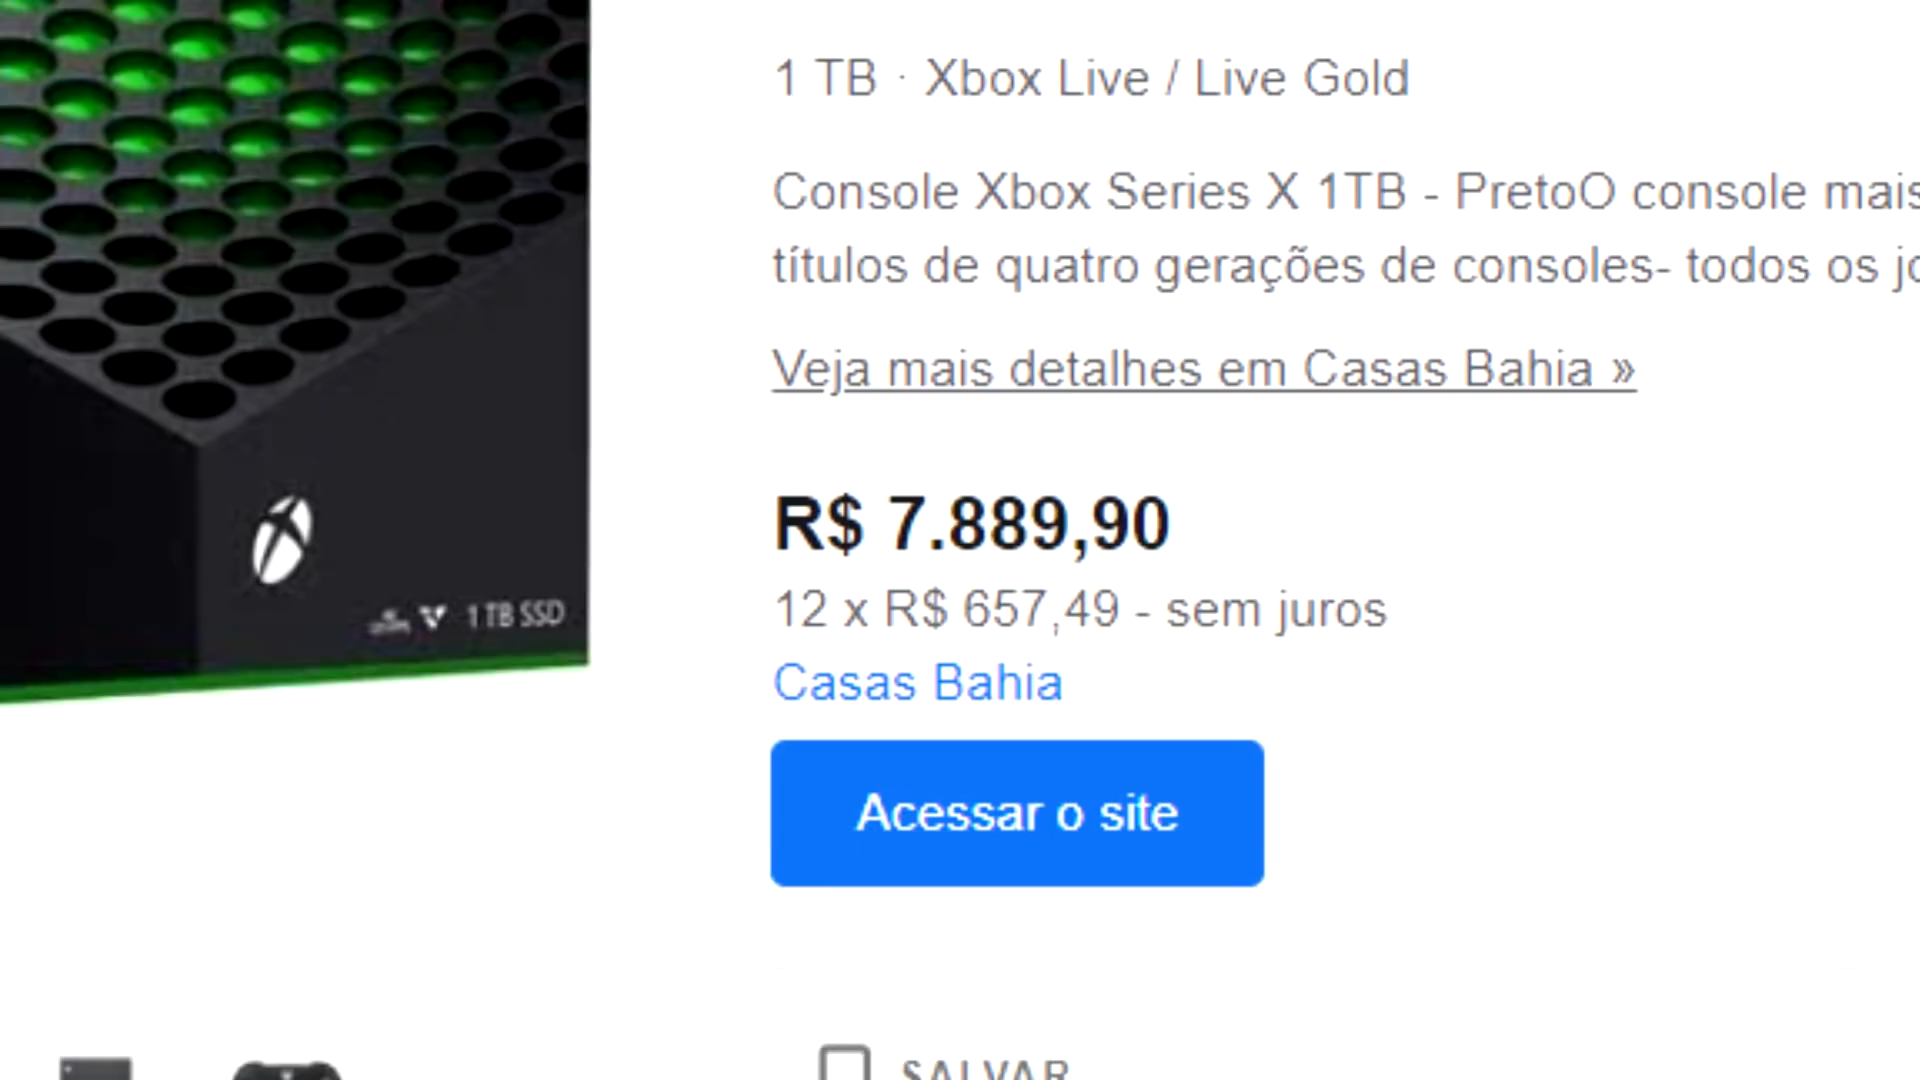 1 TB · Xbox Live / Live Gold
Console Xbox Series X 1TB - PretoO console mais
títulos de quatro gerações de consoles- todos os jo
Veja mais detalhes em Casas Bahia »
R$ 7.889,90
12 x R$ 657,49 - sem juros
1 TB SSD
Casas Bahia
Acessar o site
SALVAR